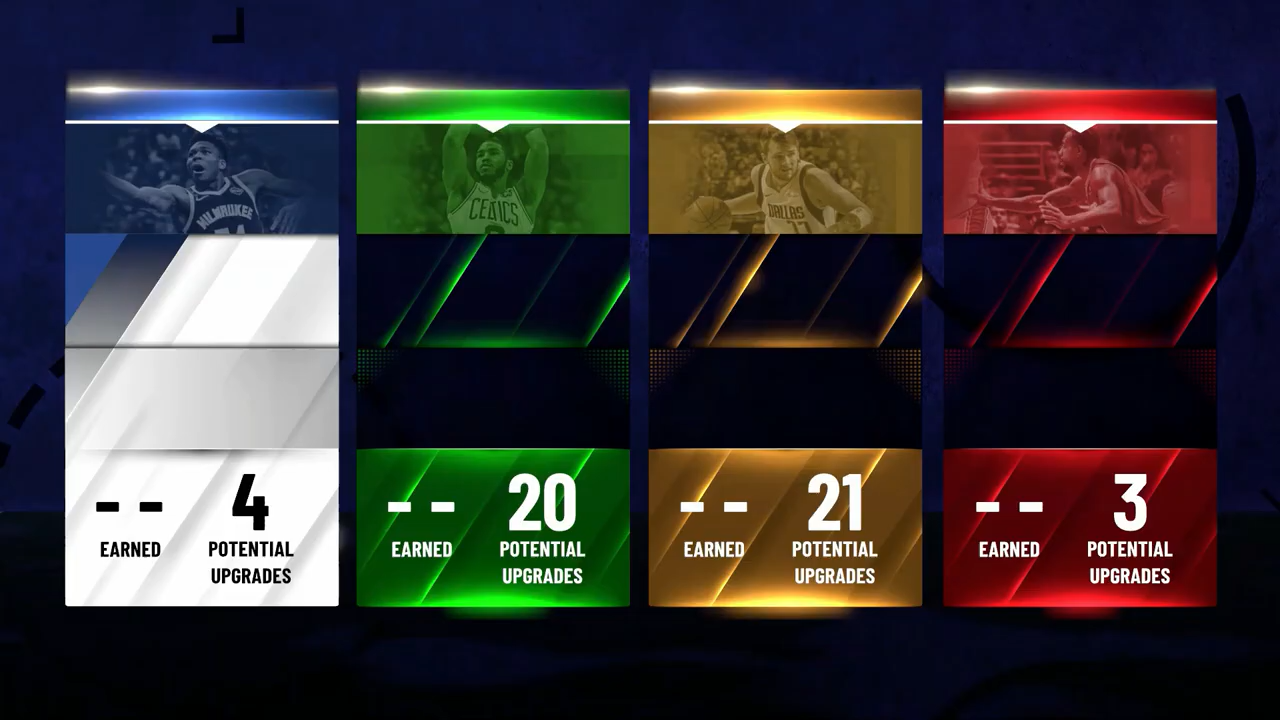 MILWAUKEE
CELTICS
DALLAS
- -
4
EARNED
POTENTIAL
UPGRADES
- -
20
EARNED
POTENTIAL
UPGRADES
- -
21
EARNED
POTENTIAL
UPGRADES
- -
3
EARNED
POTENTIAL
UPGRADES